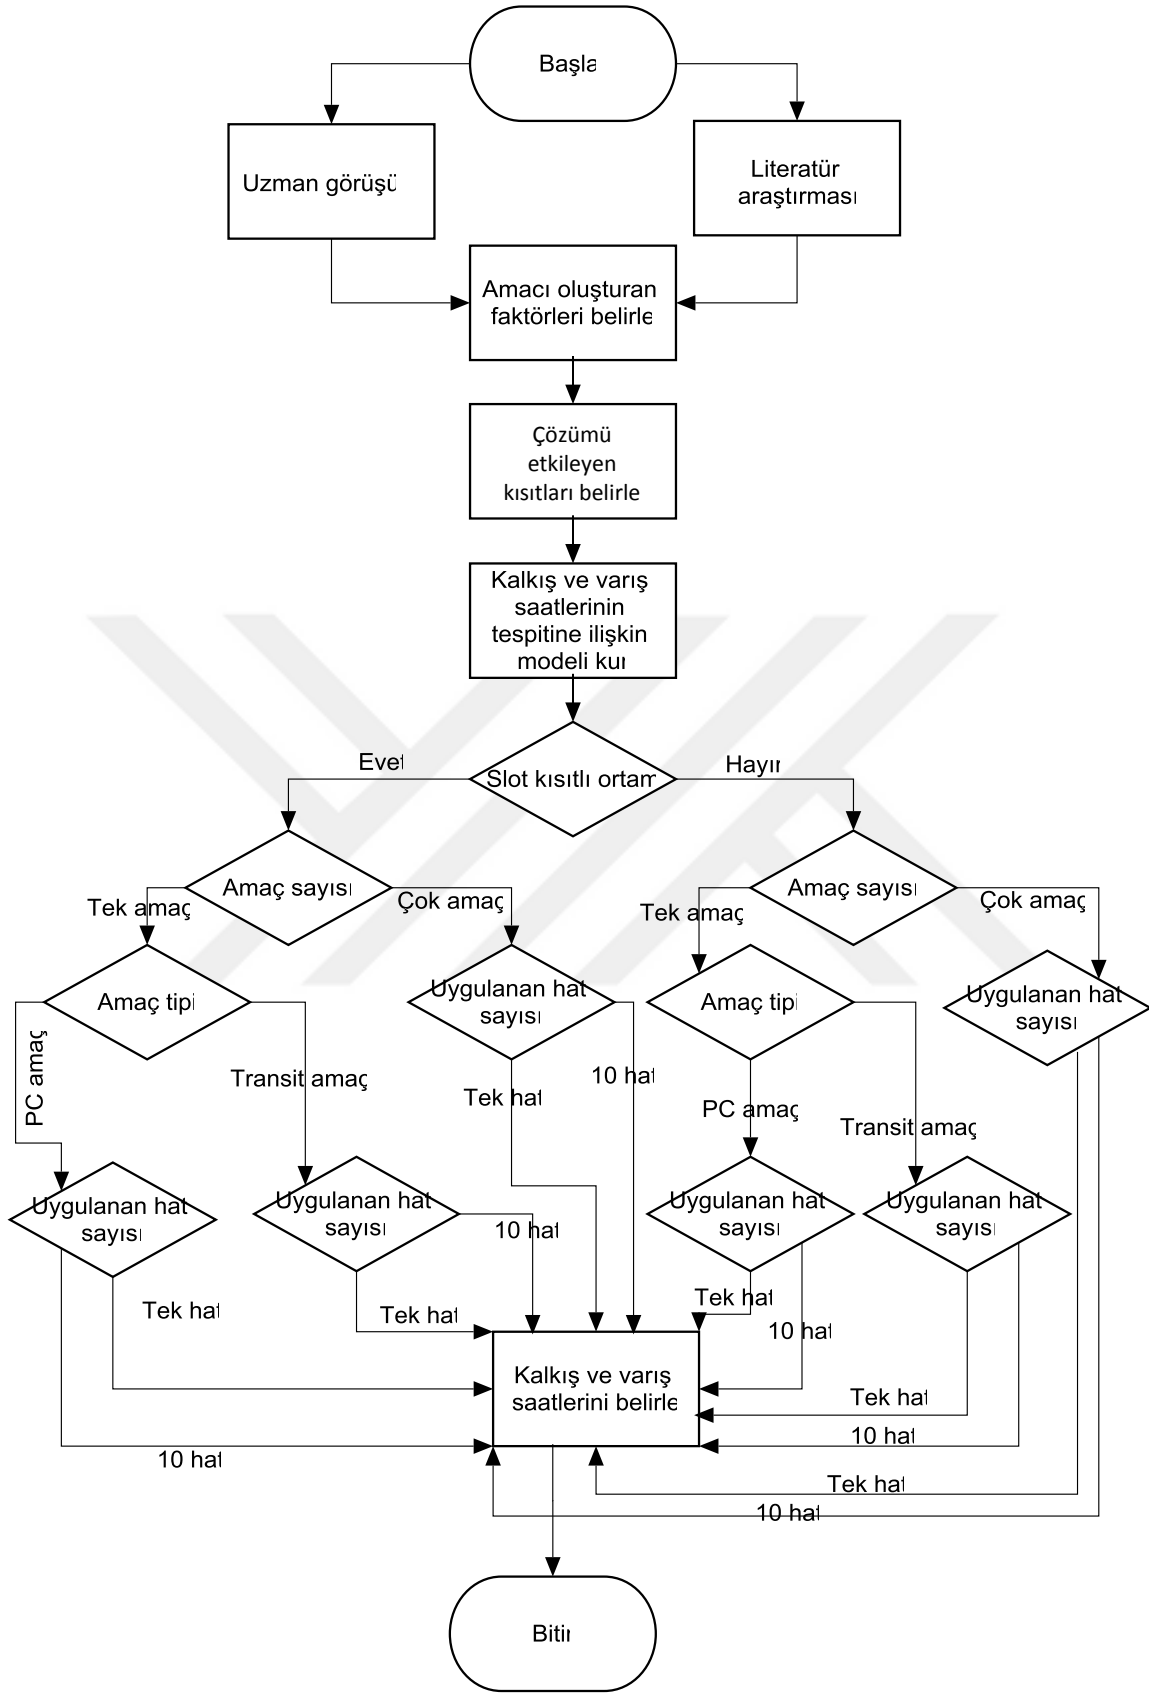 Başla
Uzman görüşü
Literatür
araştırması
Amacı oluşturan
faktörleri belirle
Çözümü
etkileyen
kısıtları belirle
Kalkış ve varış
saatlerinin
tespitine ilişkin
modeli kur
Evet
Slot kısıtlı ortam
Hayır
Amaç sayısı
Amaç sayısı
Tek amaç
Çok amaç
Tek amaç
Çok amaç
Amaç tipi
Uygulanan hat
sayısı
Amaç tipi
Uygulanan hat
sayısı
PC amaç
Transit amaç
Tek hat
10 hat
PC amaç
Transit amaç
Uygulanan hat
sayısı
Uygulanan hat
sayısı
Uygulanan hat
sayısı
Uygulanan hat
sayısı
10 hat
Tek hat
Tek hat
Tek hat
10 hat
Kalkış ve varış
saatlerini belirle
Tek hat
10 hat
10 hat
Tek hat
10 hat
Bitir